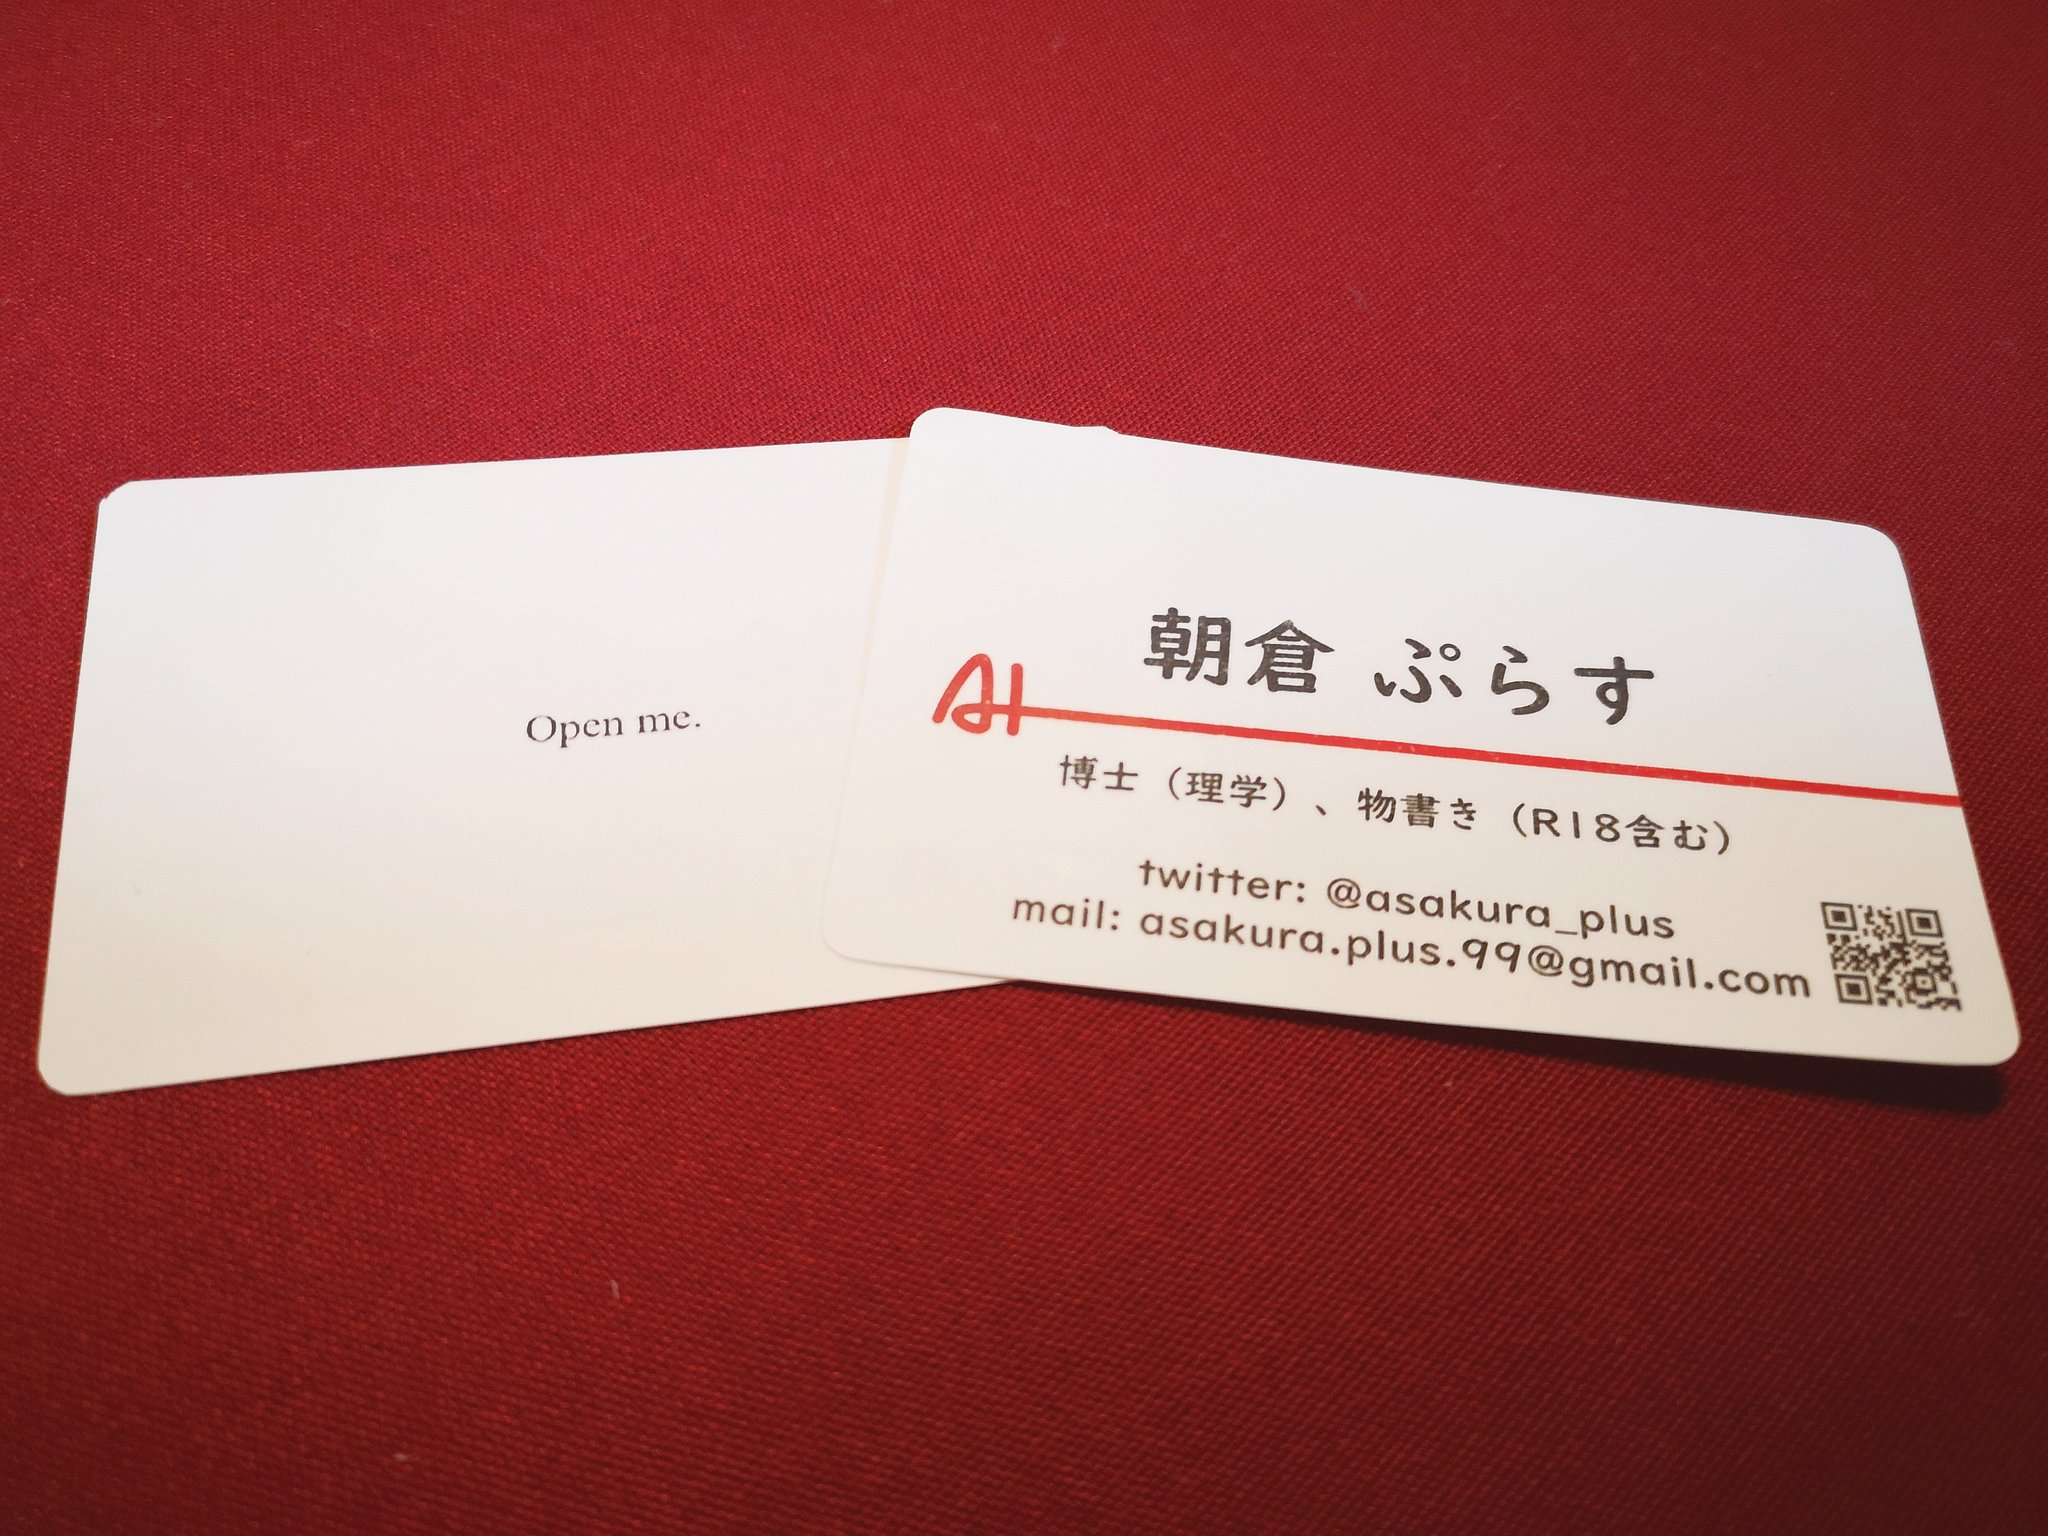 Open me.
朝倉 ぷらす
博士（理学）、物書き（R18含む）
twitter: @asakura_plus
mail: asakura.plus.99@gmail.com